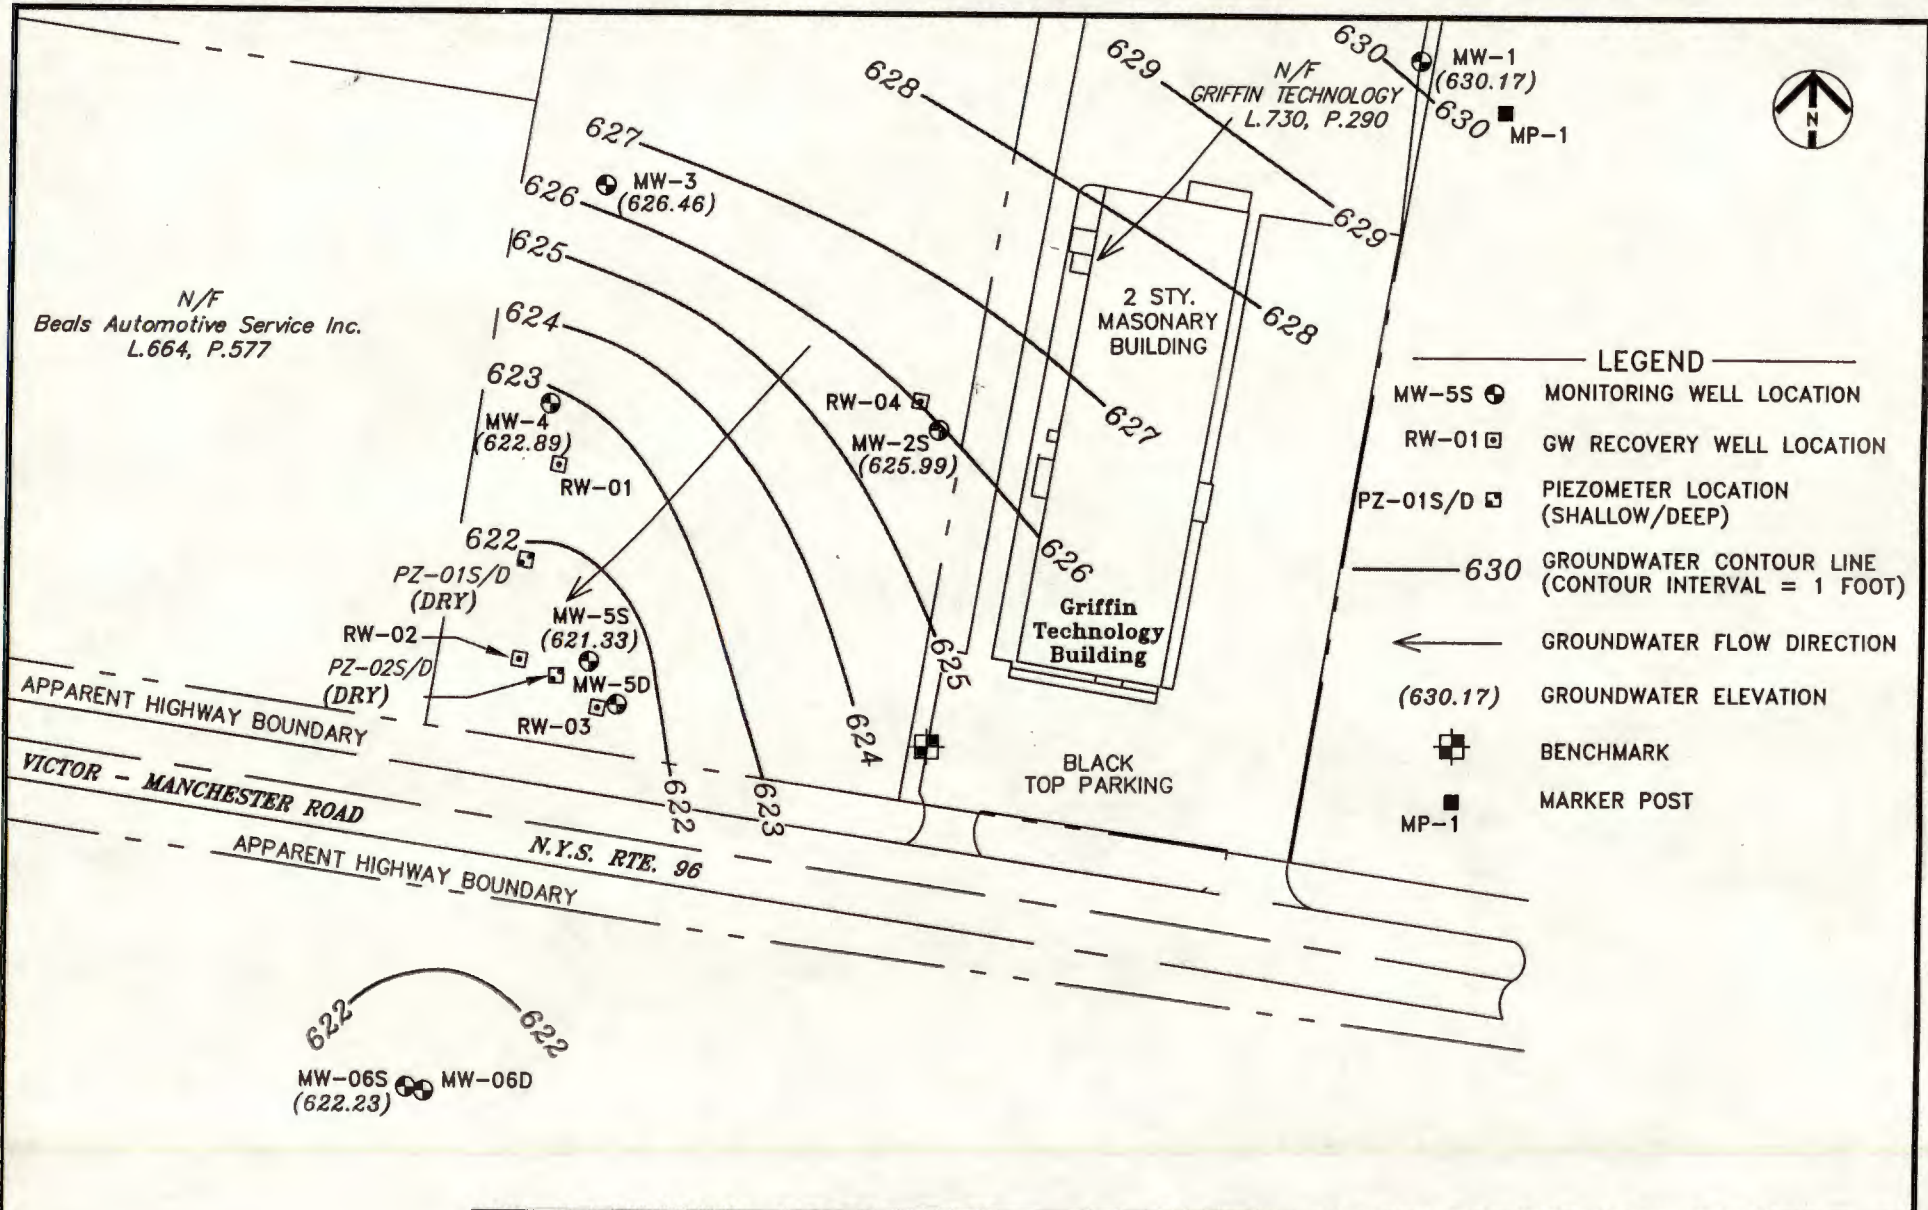 630
MW-1
(630.17)
630
MP-1
N
629
N/F
GRIFFIN TECHNOLOGY
L.730, P.290
629
628
628
627
627
626
MW-3
(626.46)
626
625
625
624
624
623
623
622
622
N/F
Beals Automotive Service Inc.
L.664, P.577
MW-4
(622.89)
RW-01
RW-04
MW-2S
(625.99)
2 STY.
MASONARY
BUILDING
Griffin
Technology
Building
PZ-01S/D
(DRY)
MW-5S
(621.33)
RW-02
PZ-02S/D
(DRY)
MW-5D
RW-03
BLACK
TOP PARKING
APPARENT HIGHWAY BOUNDARY
VICTOR - MANCHESTER ROAD
N.Y.S. RTE. 96
APPARENT HIGHWAY BOUNDARY
622
622
MW-06S
(622.23)
MW-06D
LEGEND
MW-5S MONITORING WELL LOCATION
RW-01 GW RECOVERY WELL LOCATION
PZ-01S/D PIEZOMETER LOCATION
(SHALLOW/DEEP)
630 GROUNDWATER CONTOUR LINE
(CONTOUR INTERVAL = 1 FOOT)
GROUNDWATER FLOW DIRECTION
(630.17) GROUNDWATER ELEVATION
BENCHMARK
MP-1 MARKER POST